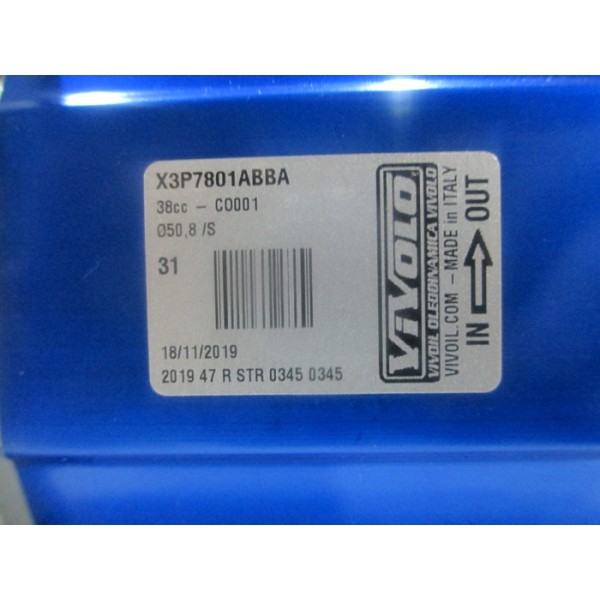 X3P7801ABBA
38cc - C0001
Ø50,8 /S
31
18/11/2019
2019 47 R STR 0345 0345
ViVOLO
VIVOIL OLEODINAMICA VIVOLO
VIVOIL.COM - MADE in ITALY
IN OUT